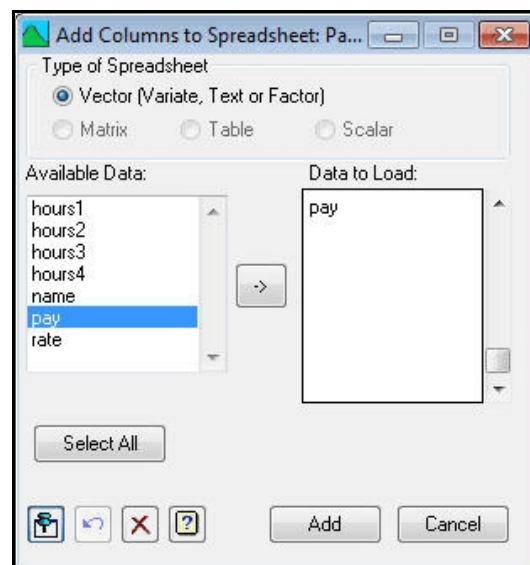 Add Columns to Spreadsheet: Pa...
Type of Spreadsheet
Vector (Variate, Text or Factor)
Matrix Table Scalar
Available Data: Data to Load:
hours1 pay
hours2
hours3
hours4
name
pay
rate
->
Select All
?
Add Cancel